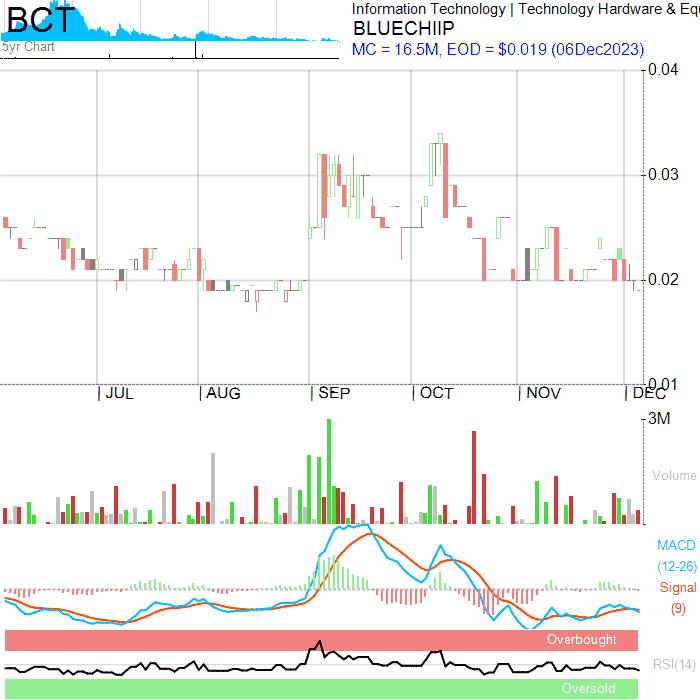 BCT
5yr Chart
Information Technology | Technology Hardware & Equ
BLUECHIIP
MC = 16.5M, EOD = $0.019 (06Dec2023)
0.04
0.03
0.02
0.01
JUL
AUG
SEP
OCT
NOV
DEC
3M
Volume
MACD
(12-26)
Signal
(9)
Overbought
RSI(14)
Oversold